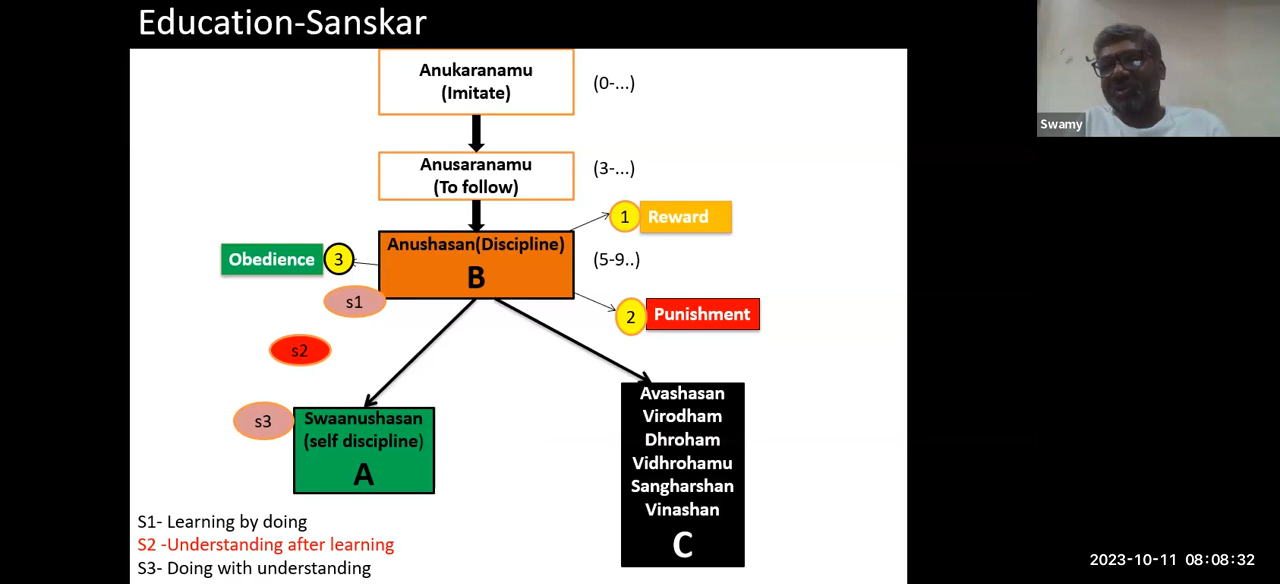 Education-Sanskar
Swamy
Anukaranamu
(Imitate)
(0-...)
Anusaranamu
(To follow)
(3-...)
1 Reward
Anushasan(Discipline)
B
(5-9..)
Obedience 3
s1
2 Punishment
s2
s3
Swaanushasan
(self discipline)
A
Avashasan
Virodham
Dhroham
Vidhrohamu
Sangharshan
Vinashan
C
S1- Learning by doing
S2 -Understanding after learning
S3- Doing with understanding
2023-10-11 08:08:32